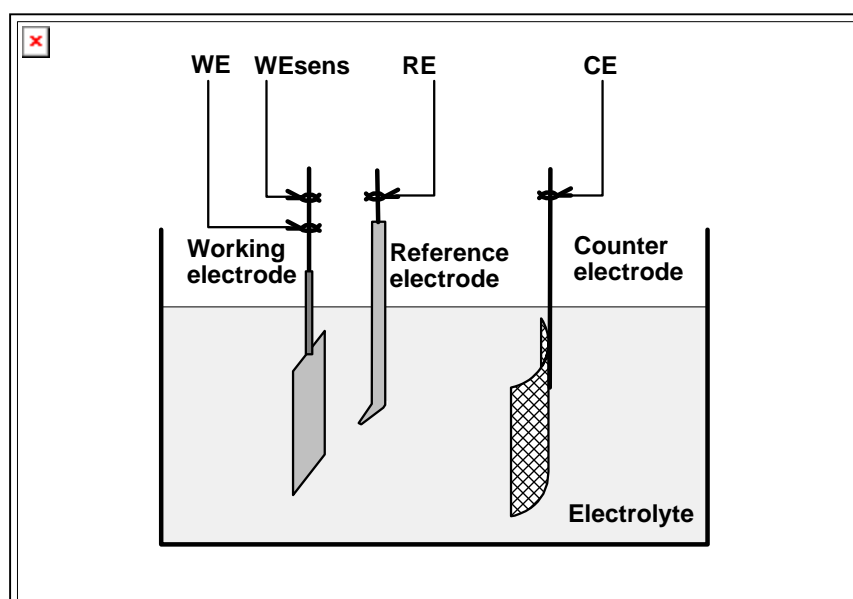 WE
WEsens
RE
CE
Working
electrode
Reference
electrode
Counter
electrode
Electrolyte